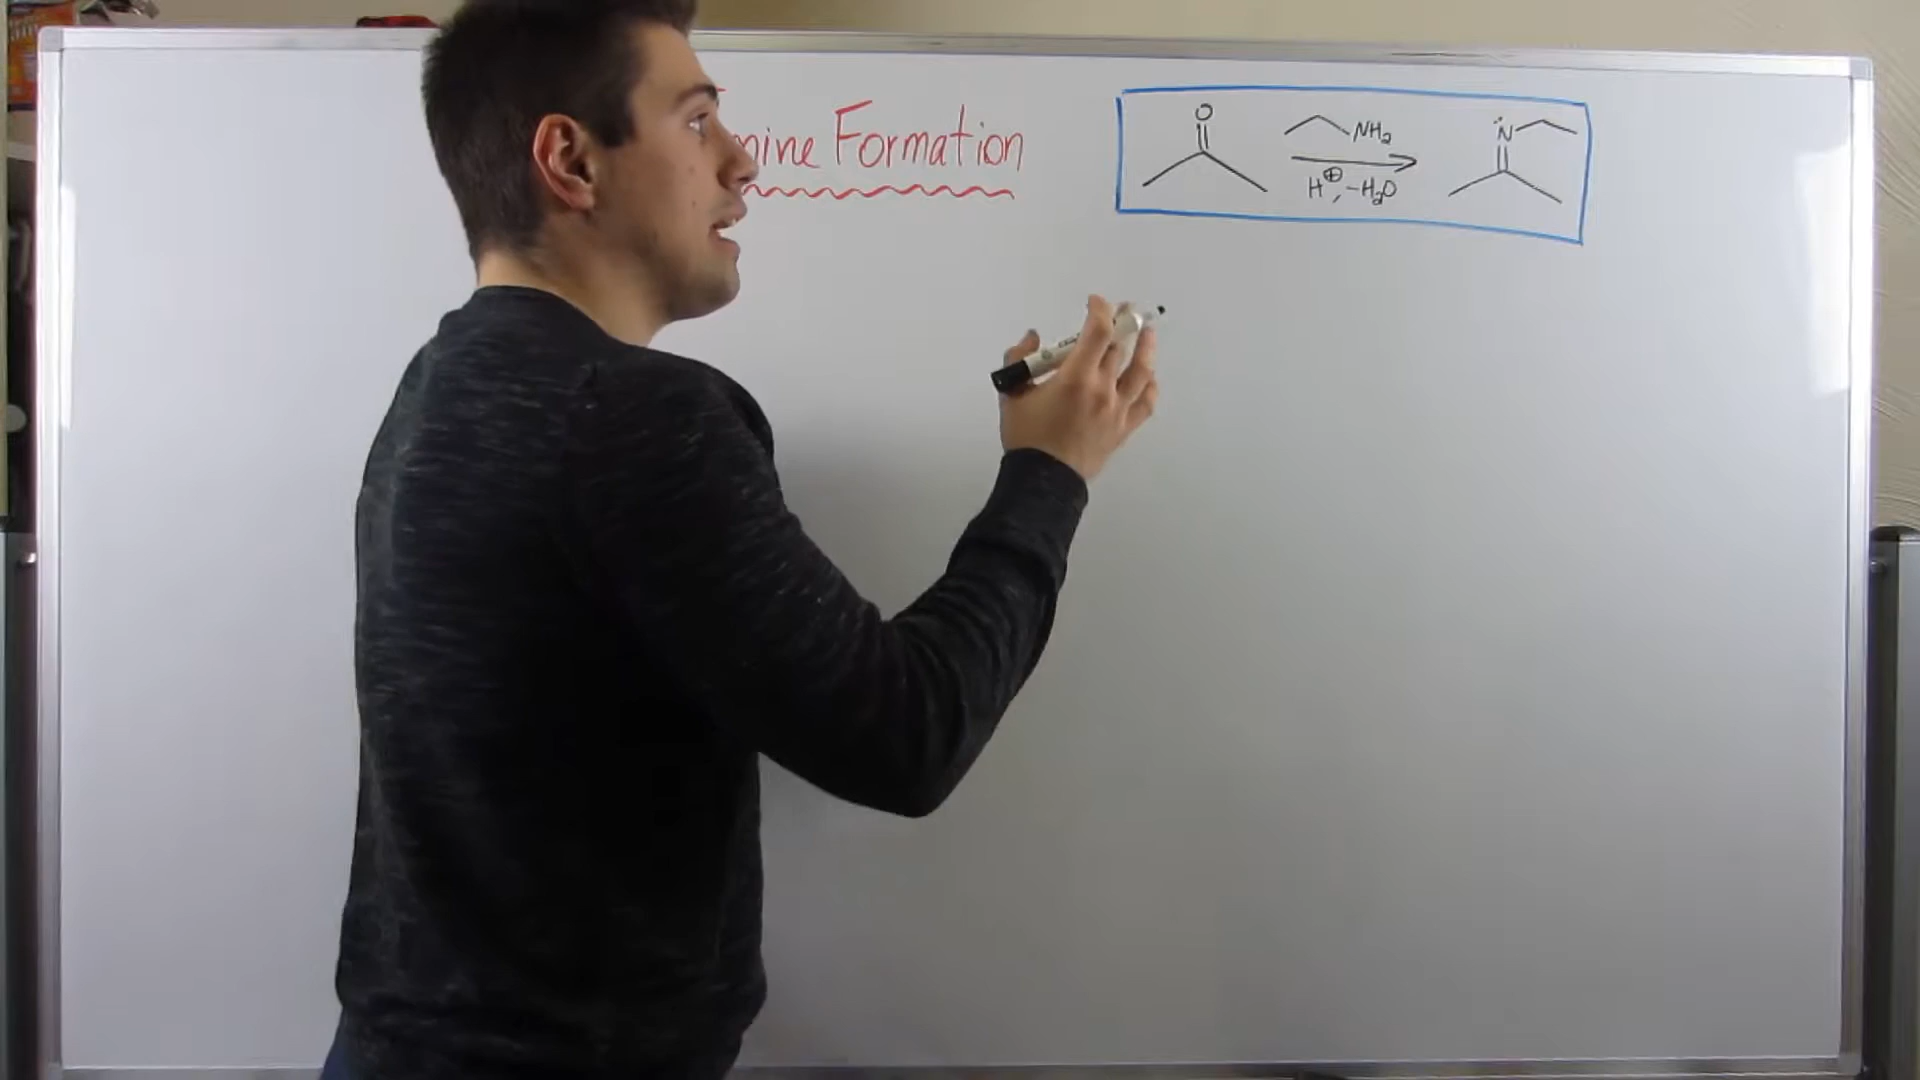 mine Formation
O
NH2
H⊕, -H2O
N